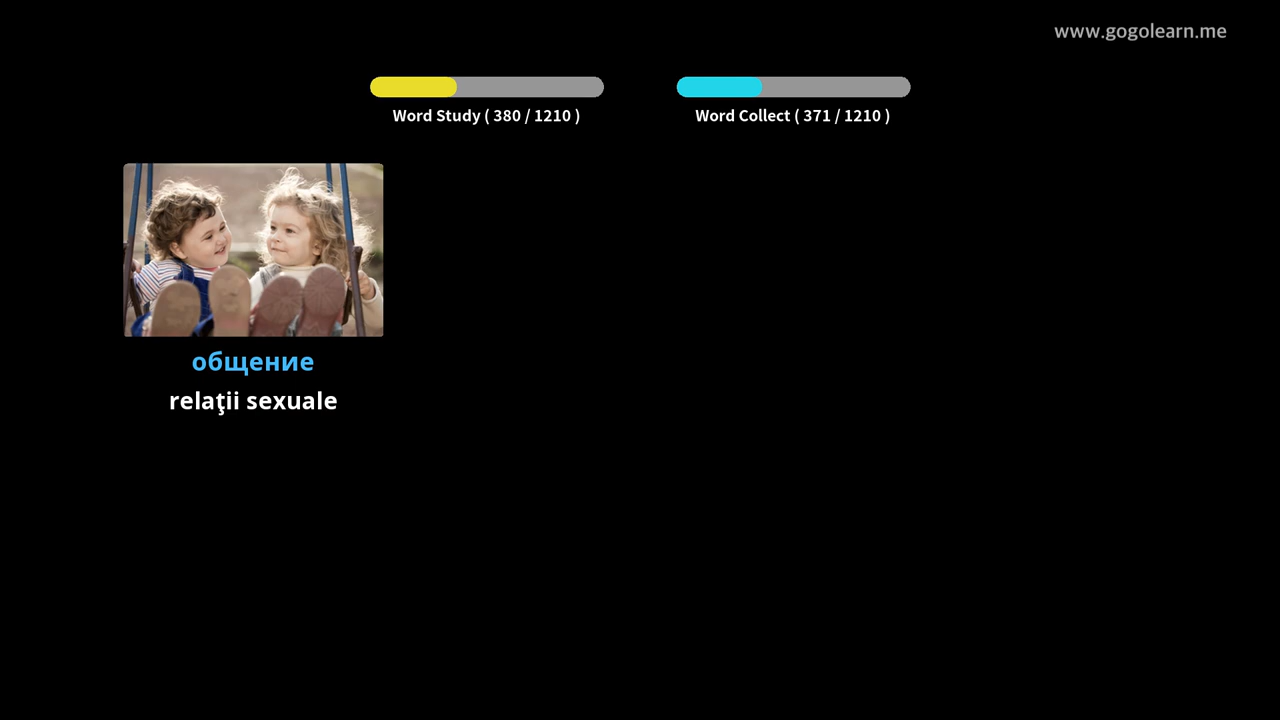 www.gogolearn.me
Word Study ( 380 / 1210 )
Word Collect ( 371 / 1210 )
общение
relaţii sexuale